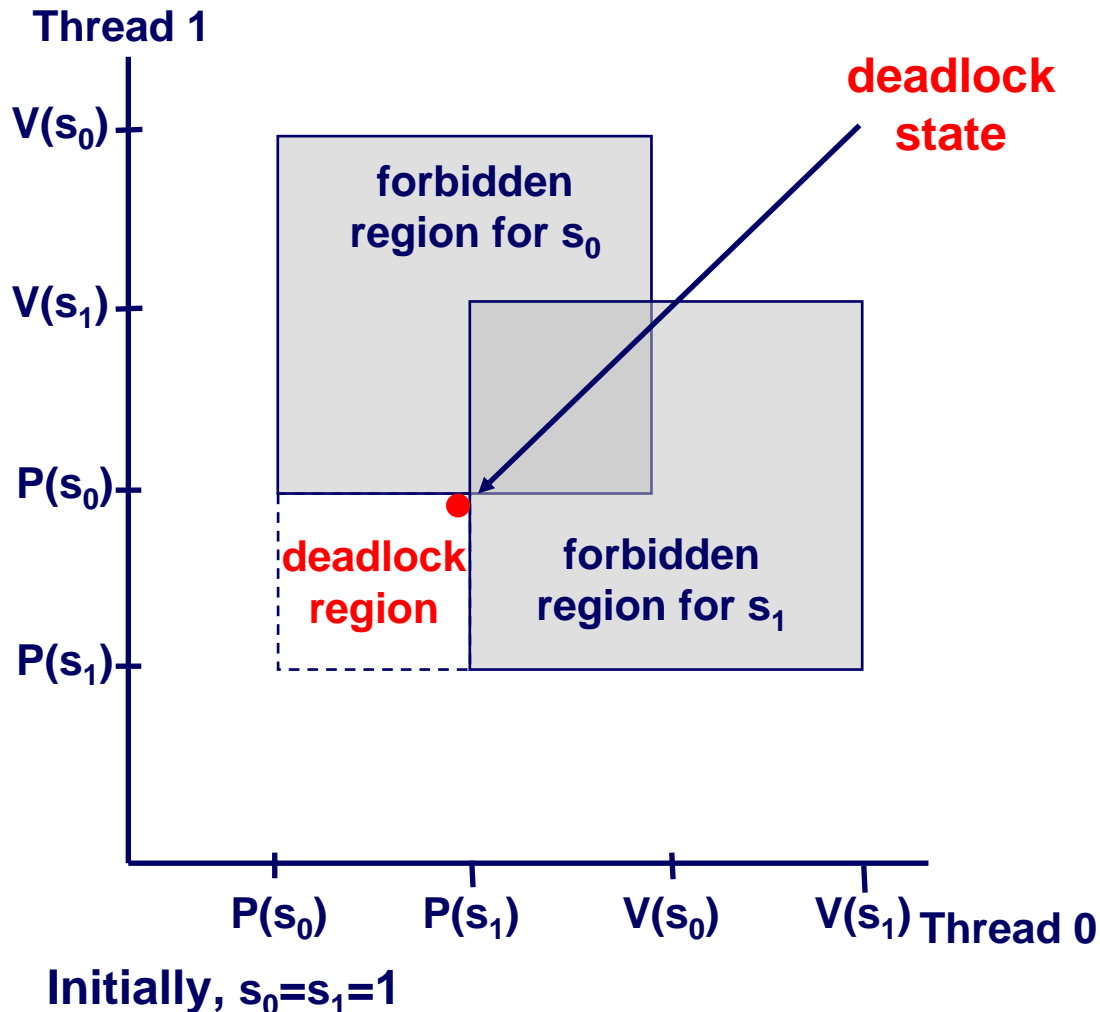 Thread 1
deadlock
state
V(s₀)
forbidden
region for s₀
V(s₁)
P(s₀)
deadlock
region
forbidden
region for s₁
P(s₁)
P(s₀) P(s₁) V(s₀) V(s₁) Thread 0
Initially, s₀=s₁=1